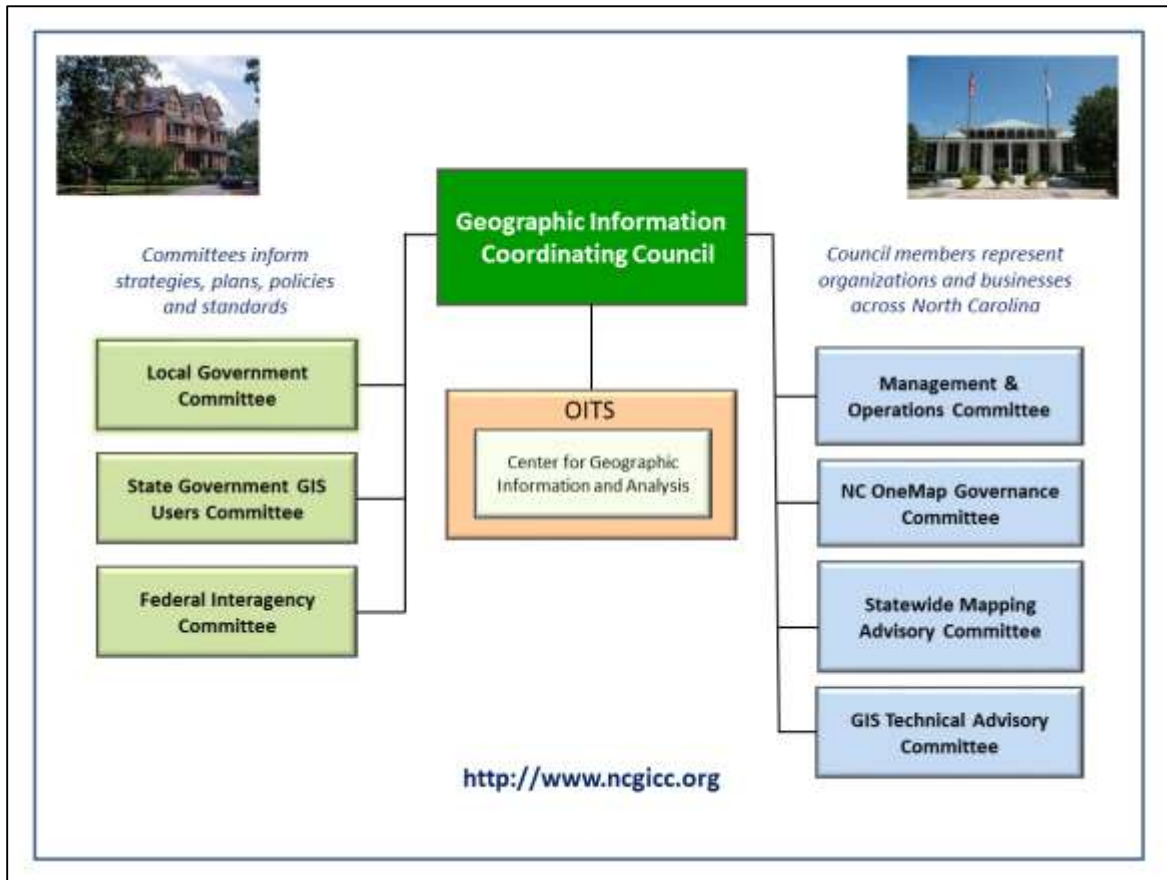 Geographic Information
Coordinating Council
Committees inform
strategies, plans, policies
and standards
Council members represent
organizations and businesses
across North Carolina
Local Government
Committee
State Government GIS
Users Committee
Federal Interagency
Committee
OITS
Center for Geographic
Information and Analysis
Management &
Operations Committee
NC OneMap Governance
Committee
Statewide Mapping
Advisory Committee
GIS Technical Advisory
Committee
http://www.ncgicc.org